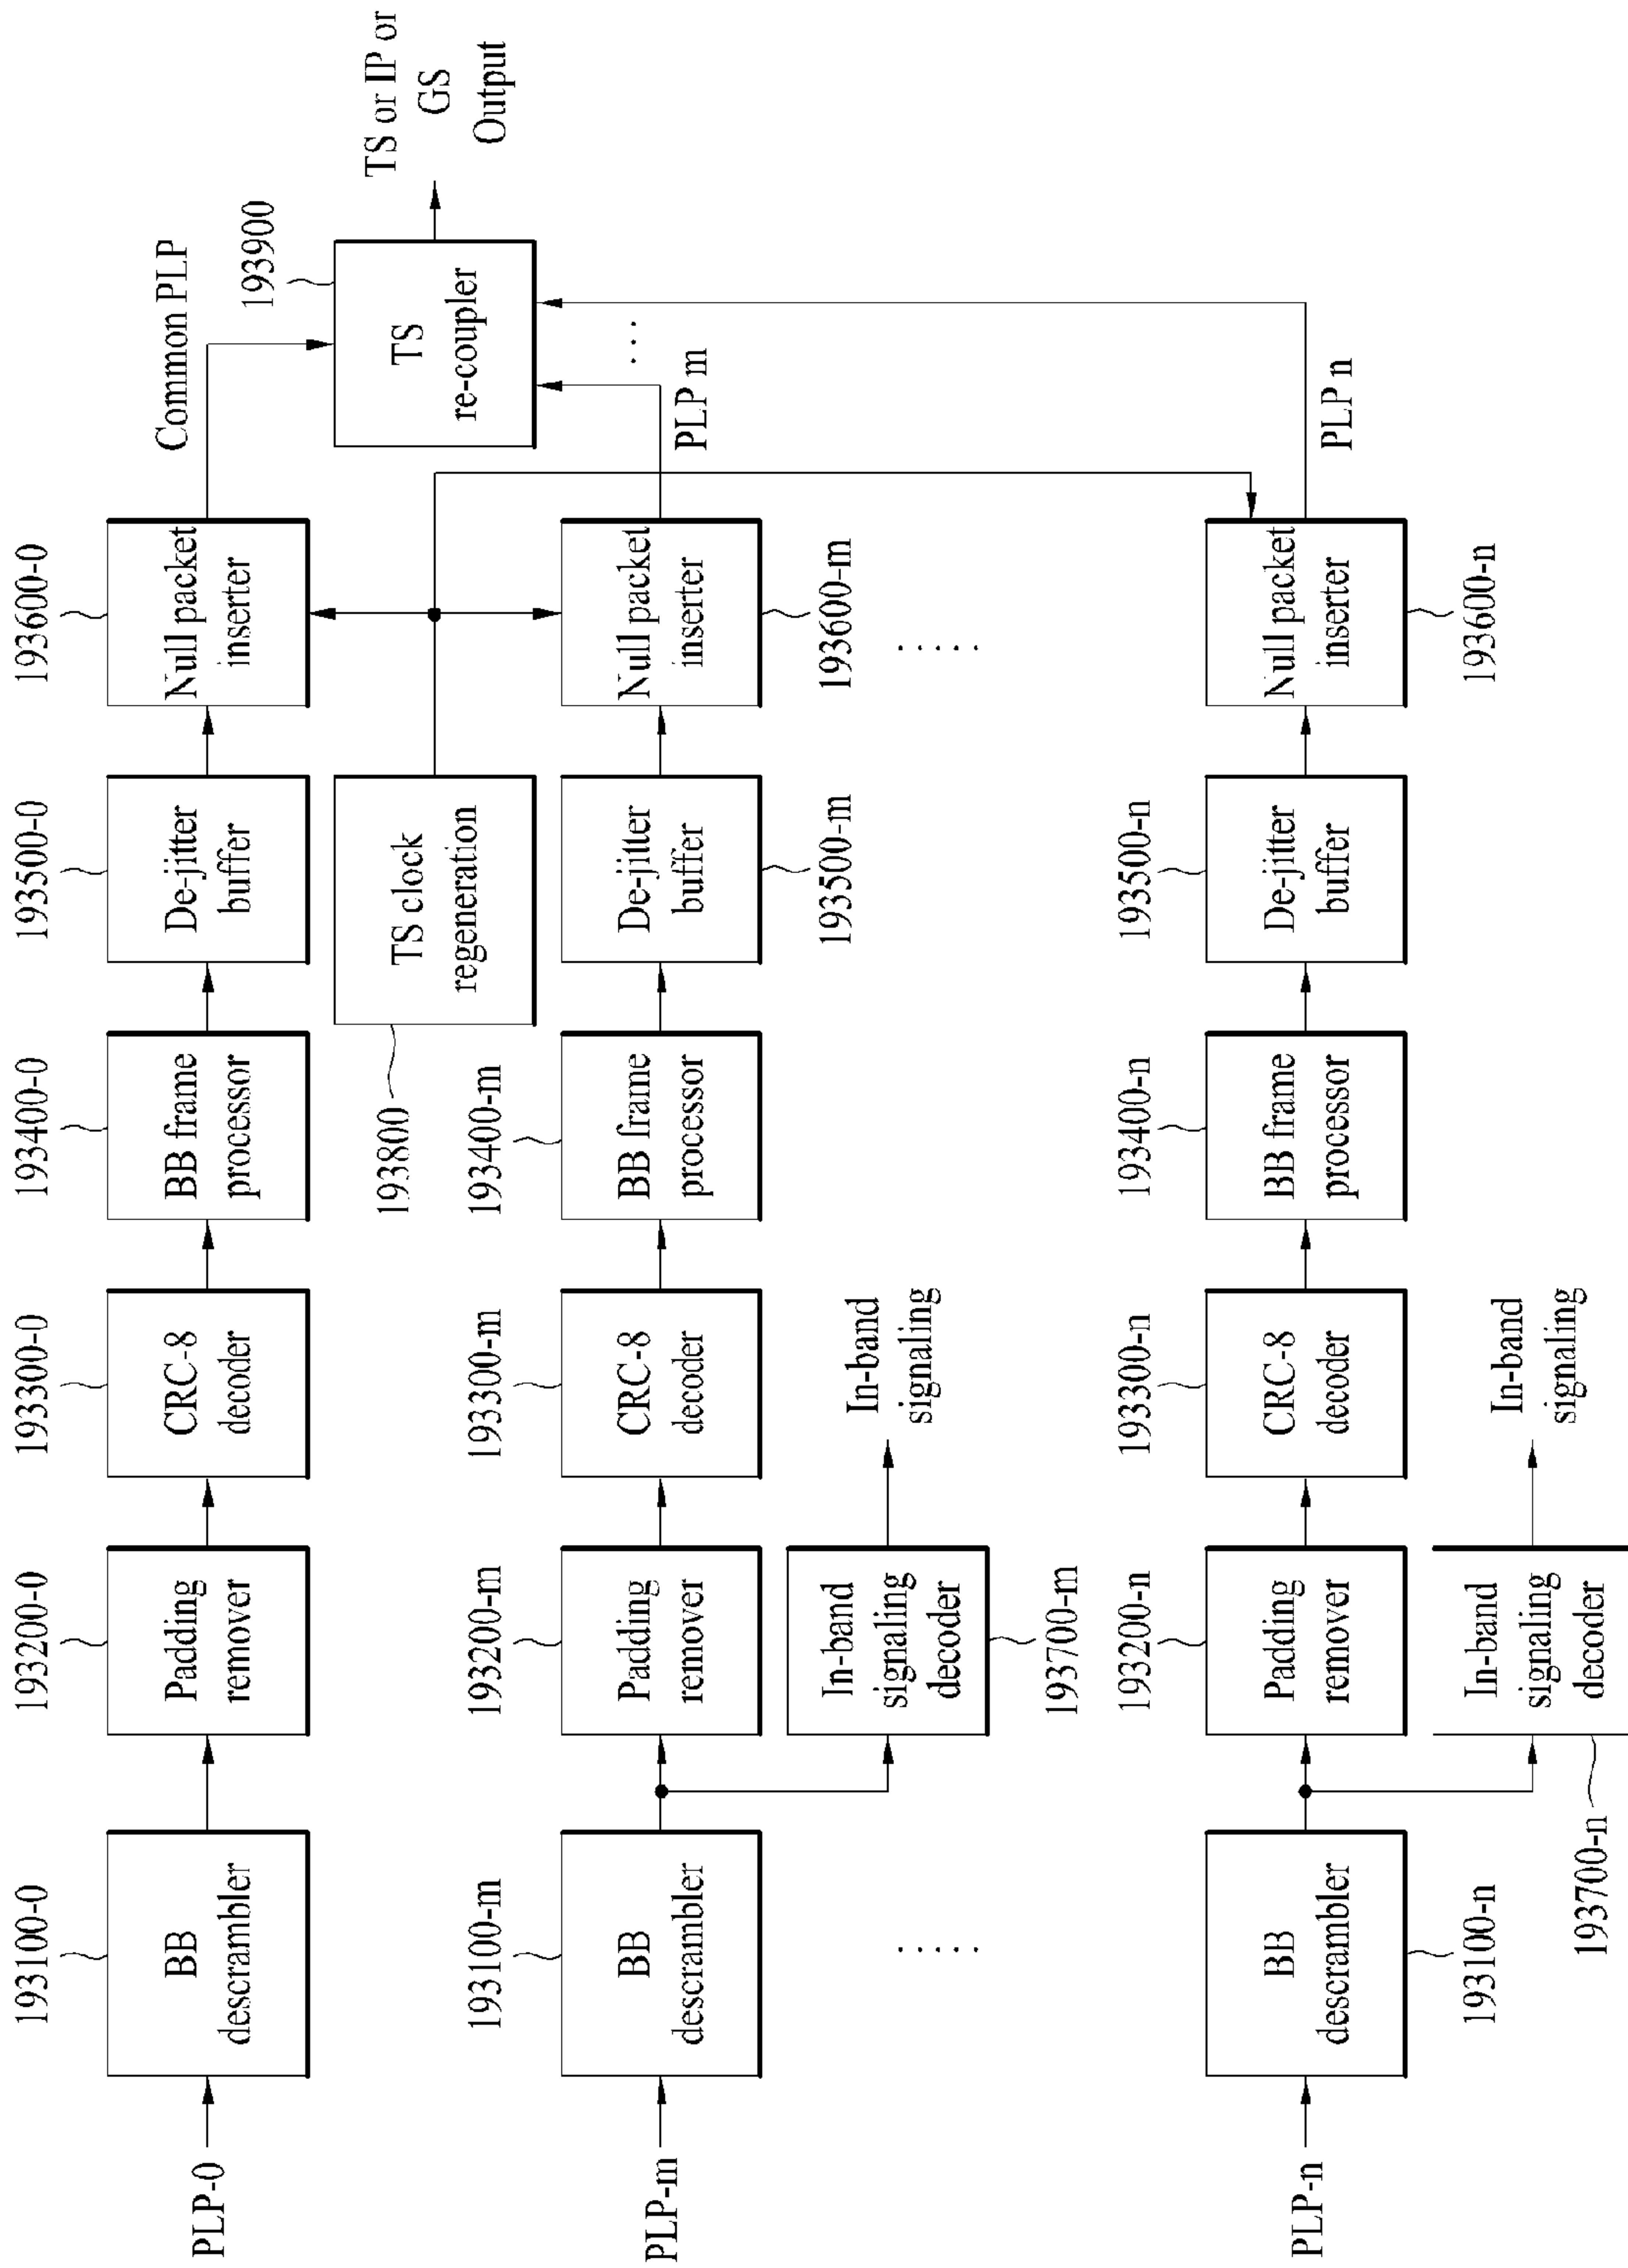 193100-0
193200-0
193300-0
193400-0
193500-0
193600-0
PLP-0
BB
descrambler
Padding
remover
CRC-8
decoder
BB frame
processor
De-jitter
buffer
Null packet
inserter
Common PLP
193800
TS clock
regeneration
193900
TS
re-coupler
TS or IP or
GS
Output
. . .
193100-m
193200-m
193300-m
193400-m
PLP-m
BB
descrambler
Padding
remover
CRC-8
decoder
BB frame
processor
De-jitter
buffer
Null packet
inserter
PLP m
193500-m
193600-m
In-band
signaling
decoder
In-band
signaling
193700-m
. . . . .
. . . . .
193200-n
193300-n
193400-n
193500-n
PLP-n
BB
descrambler
Padding
remover
CRC-8
decoder
BB frame
processor
De-jitter
buffer
Null packet
inserter
PLP n
193100-n
193600-n
In-band
signaling
decoder
In-band
signaling
193700-n